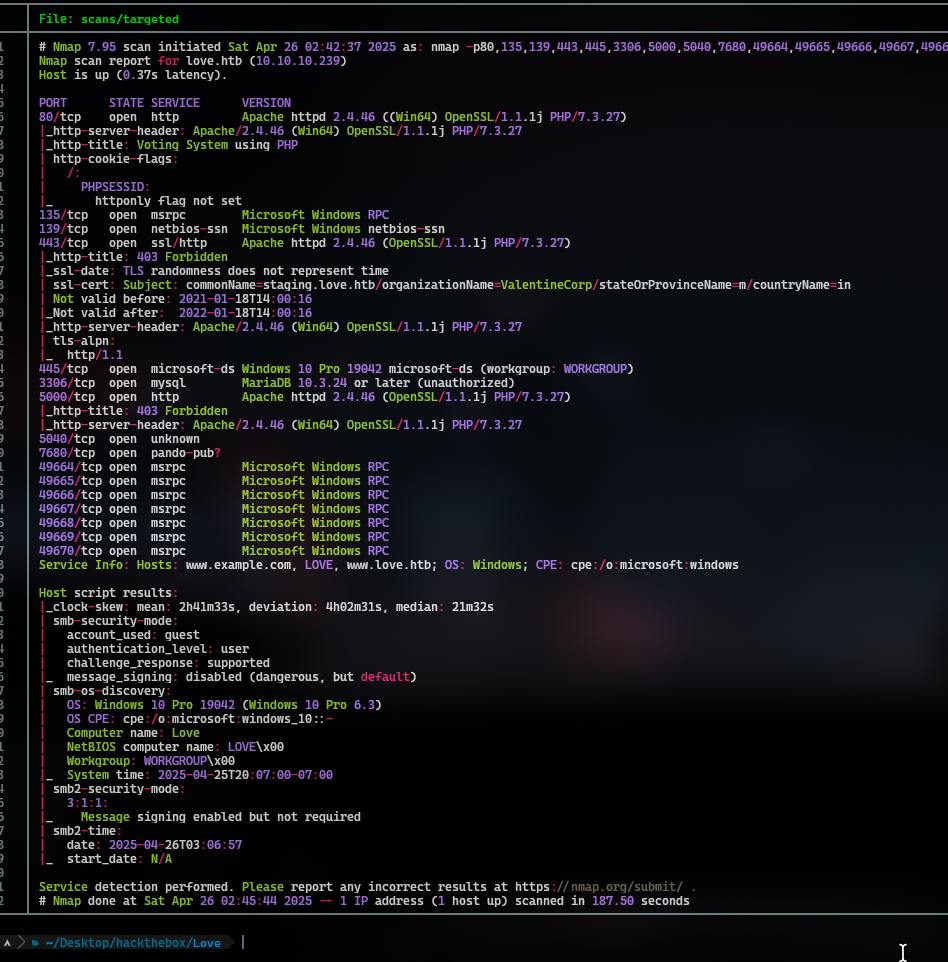 File: scans/targeted
1 # Nmap 7.95 scan initiated Sat Apr 26 02:42:37 2025 as: nmap -p80,135,139,443,445,3306,5000,5040,7680,49664,49665,49666,49667,4966
2 Nmap scan report for love.htb (10.10.10.239)
3 Host is up (0.37s latency).
4
5 PORT      STATE SERVICE      VERSION
6 80/tcp    open  http         Apache httpd 2.4.46 ((Win64) OpenSSL/1.1.1j PHP/7.3.27)
7 |_http-server-header: Apache/2.4.46 (Win64) OpenSSL/1.1.1j PHP/7.3.27
8 |_http-title: Voting System using PHP
9 | http-cookie-flags:
0 |   /:
1 |     PHPSESSID:
2 |_      httponly flag not set
3 135/tcp   open  msrpc        Microsoft Windows RPC
4 139/tcp   open  netbios-ssn  Microsoft Windows netbios-ssn
5 443/tcp   open  ssl/http     Apache httpd 2.4.46 (OpenSSL/1.1.1j PHP/7.3.27)
6 |_http-title: 403 Forbidden
7 |_ssl-date: TLS randomness does not represent time
8 | ssl-cert: Subject: commonName=staging.love.htb/organizationName=ValentineCorp/stateOrProvinceName=m/countryName=in
9 | Not valid before: 2021-01-18T14:00:16
0 |_Not valid after:  2022-01-18T14:00:16
1 |_http-server-header: Apache/2.4.46 (Win64) OpenSSL/1.1.1j PHP/7.3.27
2 | tls-alpn:
3 |_  http/1.1
4 445/tcp   open  microsoft-ds Windows 10 Pro 19042 microsoft-ds (workgroup: WORKGROUP)
5 3306/tcp  open  mysql        MariaDB 10.3.24 or later (unauthorized)
6 5000/tcp  open  http         Apache httpd 2.4.46 (OpenSSL/1.1.1j PHP/7.3.27)
7 |_http-title: 403 Forbidden
8 |_http-server-header: Apache/2.4.46 (Win64) OpenSSL/1.1.1j PHP/7.3.27
9 5040/tcp  open  unknown
0 7680/tcp  open  pando-pub?
1 49664/tcp open  msrpc        Microsoft Windows RPC
2 49665/tcp open  msrpc        Microsoft Windows RPC
3 49666/tcp open  msrpc        Microsoft Windows RPC
4 49667/tcp open  msrpc        Microsoft Windows RPC
5 49668/tcp open  msrpc        Microsoft Windows RPC
6 49669/tcp open  msrpc        Microsoft Windows RPC
7 49670/tcp open  msrpc        Microsoft Windows RPC
8 Service Info: Hosts: www.example.com, LOVE, www.love.htb; OS: Windows; CPE: cpe:/o:microsoft:windows
9
0 Host script results:
1 |_clock-skew: mean: 2h41m33s, deviation: 4h02m31s, median: 21m32s
2 | smb-security-mode:
3 |   account_used: guest
4 |   authentication_level: user
5 |   challenge_response: supported
6 |_  message_signing: disabled (dangerous, but default)
7 | smb-os-discovery:
8 |   OS: Windows 10 Pro 19042 (Windows 10 Pro 6.3)
9 |   OS CPE: cpe:/o:microsoft:windows_10::-
0 |   Computer name: Love
1 |   NetBIOS computer name: LOVE\x00
2 |   Workgroup: WORKGROUP\x00
3 |_  System time: 2025-04-25T20:07:00-07:00
4 | smb2-security-mode:
5 |   3:1:1:
6 |_    Message signing enabled but not required
7 | smb2-time:
8 |   date: 2025-04-26T03:06:57
9 |_  start_date: N/A
0
1 Service detection performed. Please report any incorrect results at https://nmap.org/submit/ .
2 # Nmap done at Sat Apr 26 02:45:44 2025 -- 1 IP address (1 host up) scanned in 187.50 seconds
~/Desktop/hackthebox/Love